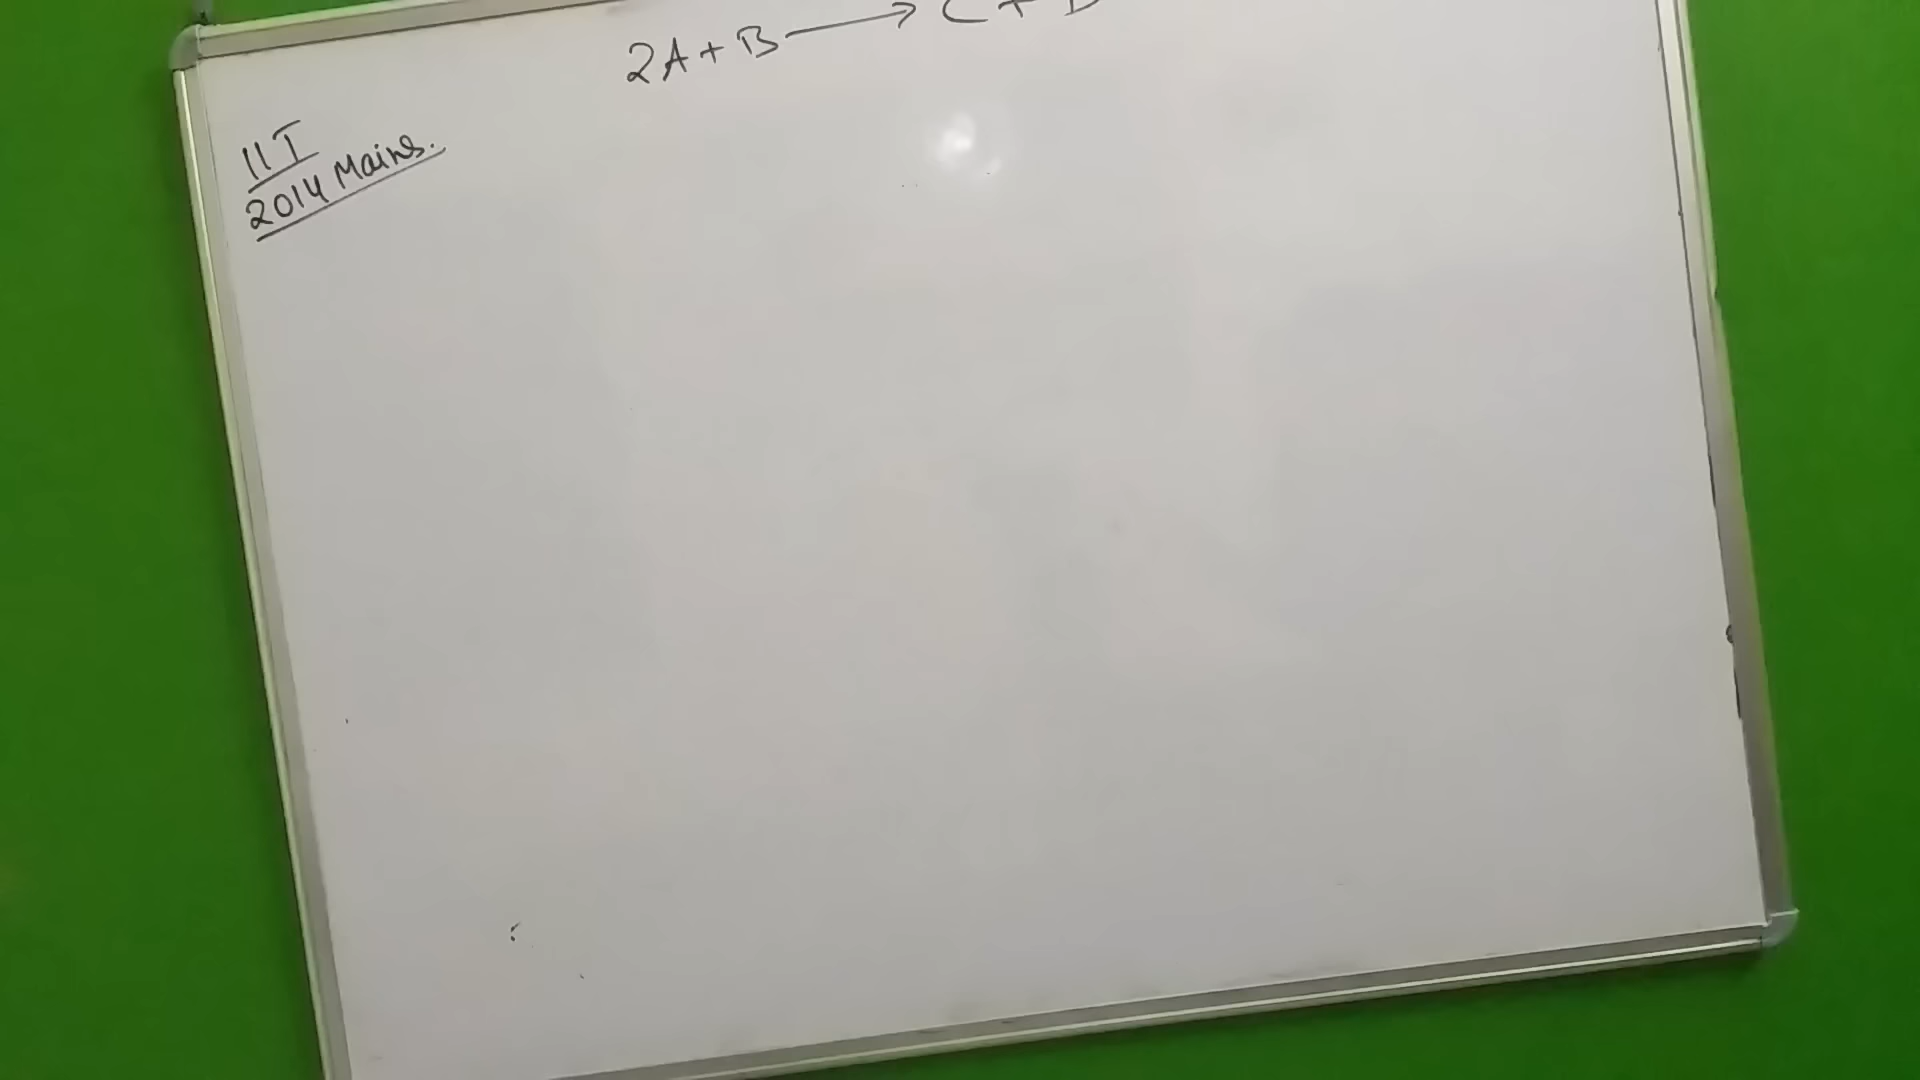 2A + B ⟶ C + D
IIT
2014 Mains.